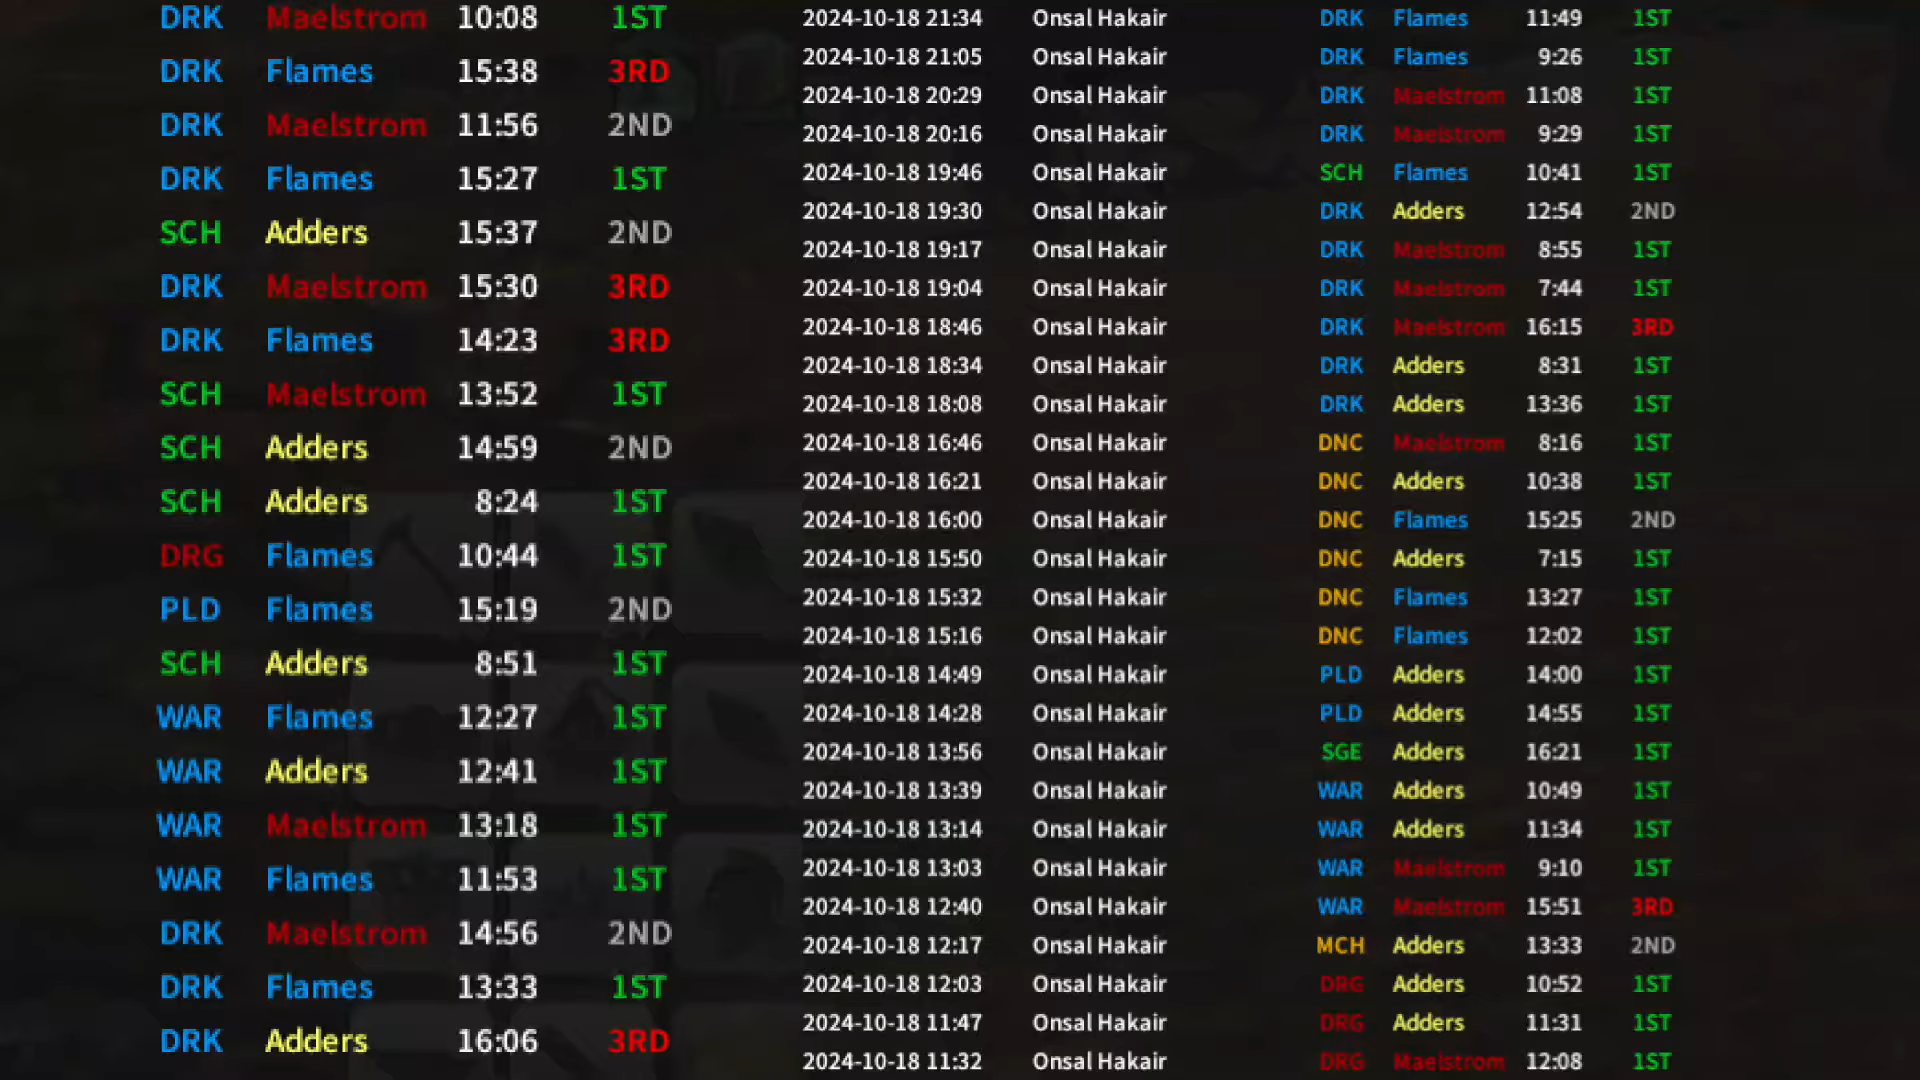 DRK Maelstrom 10:08 1ST
DRK Flames 15:38 3RD
DRK Maelstrom 11:56 2ND
DRK Flames 15:27 1ST
SCH Adders 15:37 2ND
DRK Maelstrom 15:30 3RD
DRK Flames 14:23 3RD
SCH Maelstrom 13:52 1ST
SCH Adders 14:59 2ND
SCH Adders 8:24 1ST
DRG Flames 10:44 1ST
PLD Flames 15:19 2ND
SCH Adders 8:51 1ST
WAR Flames 12:27 1ST
WAR Adders 12:41 1ST
WAR Maelstrom 13:18 1ST
WAR Flames 11:53 1ST
DRK Maelstrom 14:56 2ND
DRK Flames 13:33 1ST
DRK Adders 16:06 3RD
2024-10-18 21:34 Onsal Hakair DRK Flames 11:49 1ST
2024-10-18 21:05 Onsal Hakair DRK Flames 9:26 1ST
2024-10-18 20:29 Onsal Hakair DRK Maelstrom 11:08 1ST
2024-10-18 20:16 Onsal Hakair DRK Maelstrom 9:29 1ST
2024-10-18 19:46 Onsal Hakair SCH Flames 10:41 1ST
2024-10-18 19:30 Onsal Hakair DRK Adders 12:54 2ND
2024-10-18 19:17 Onsal Hakair DRK Maelstrom 8:55 1ST
2024-10-18 19:04 Onsal Hakair DRK Maelstrom 7:44 1ST
2024-10-18 18:46 Onsal Hakair DRK Maelstrom 16:15 3RD
2024-10-18 18:34 Onsal Hakair DRK Adders 8:31 1ST
2024-10-18 18:08 Onsal Hakair DRK Adders 13:36 1ST
2024-10-18 16:46 Onsal Hakair DNC Maelstrom 8:16 1ST
2024-10-18 16:21 Onsal Hakair DNC Adders 10:38 1ST
2024-10-18 16:00 Onsal Hakair DNC Flames 15:25 2ND
2024-10-18 15:50 Onsal Hakair DNC Adders 7:15 1ST
2024-10-18 15:32 Onsal Hakair DNC Flames 13:27 1ST
2024-10-18 15:16 Onsal Hakair DNC Flames 12:02 1ST
2024-10-18 14:49 Onsal Hakair PLD Adders 14:00 1ST
2024-10-18 14:28 Onsal Hakair PLD Adders 14:55 1ST
2024-10-18 13:56 Onsal Hakair SGE Adders 16:21 1ST
2024-10-18 13:39 Onsal Hakair WAR Adders 10:49 1ST
2024-10-18 13:14 Onsal Hakair WAR Adders 11:34 1ST
2024-10-18 13:03 Onsal Hakair WAR Maelstrom 9:10 1ST
2024-10-18 12:40 Onsal Hakair WAR Maelstrom 15:51 3RD
2024-10-18 12:17 Onsal Hakair MCH Adders 13:33 2ND
2024-10-18 12:03 Onsal Hakair DRG Adders 10:52 1ST
2024-10-18 11:47 Onsal Hakair DRG Adders 11:31 1ST
2024-10-18 11:32 Onsal Hakair DRG Maelstrom 12:08 1ST